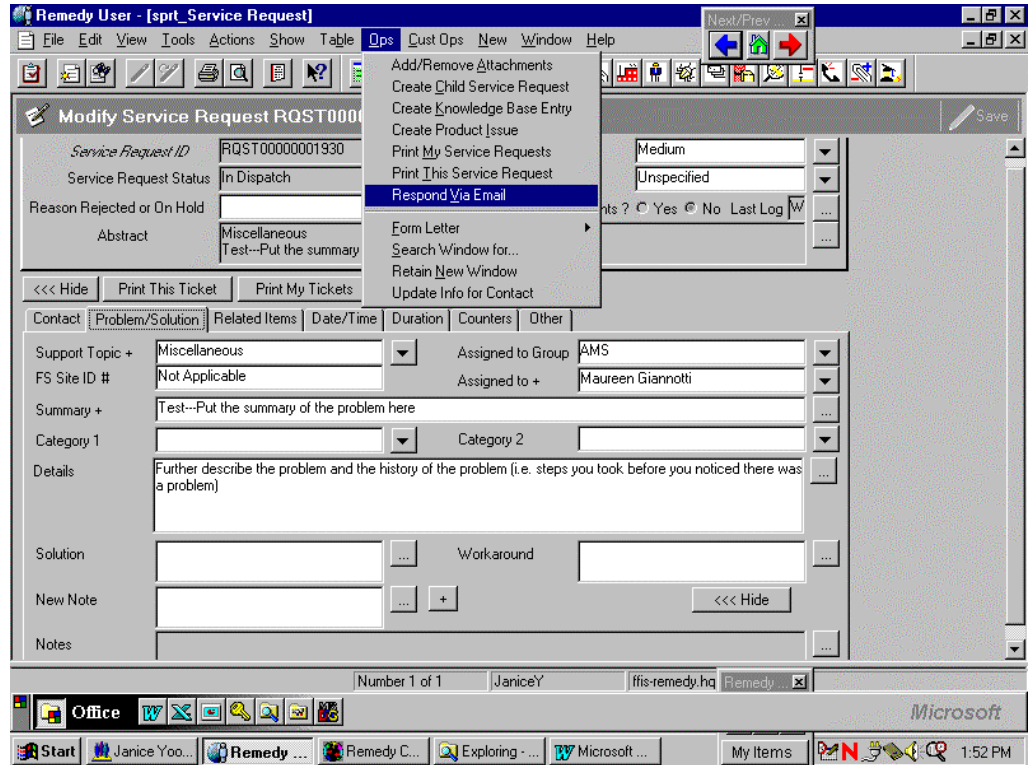 Remedy User - [sprt_Service Request]
Next/Prev ...
File Edit View Tools Actions Show Table Ops Cust Ops New Window Help
Add/Remove Attachments
Create Child Service Request
Create Knowledge Base Entry
Create Product Issue
Print My Service Requests
Print This Service Request
Respond Via Email
Form Letter
Search Window for...
Retain New Window
Update Info for Contact
Modify Service Request RQST000
Save
Service Request ID RQST00000001930 Medium
Service Request Status In Dispatch Unspecified
Reason Rejected or On Hold nts ? Yes No Last Log W ...
Abstract Miscellaneous ...
Test---Put the summary
<<< Hide Print This Ticket Print My Tickets
Contact Problem/Solution Related Items Date/Time Duration Counters Other
Support Topic + Miscellaneous Assigned to Group AMS
FS Site ID # Not Applicable Assigned to + Maureen Giannotti
Summary + Test---Put the summary of the problem here ...
Category 1 Category 2
Details Further describe the problem and the history of the problem (i.e. steps you took before you noticed there was ...
a problem)
Solution ... Workaround ...
New Note ... + <<< Hide
Notes ...
Number 1 of 1 JaniceY ffis-remedy.hq Remedy ...
Office Microsoft
Start Janice Yoo... Remedy ... Remedy C... Exploring - ... Microsoft ... My Items 1:52 PM